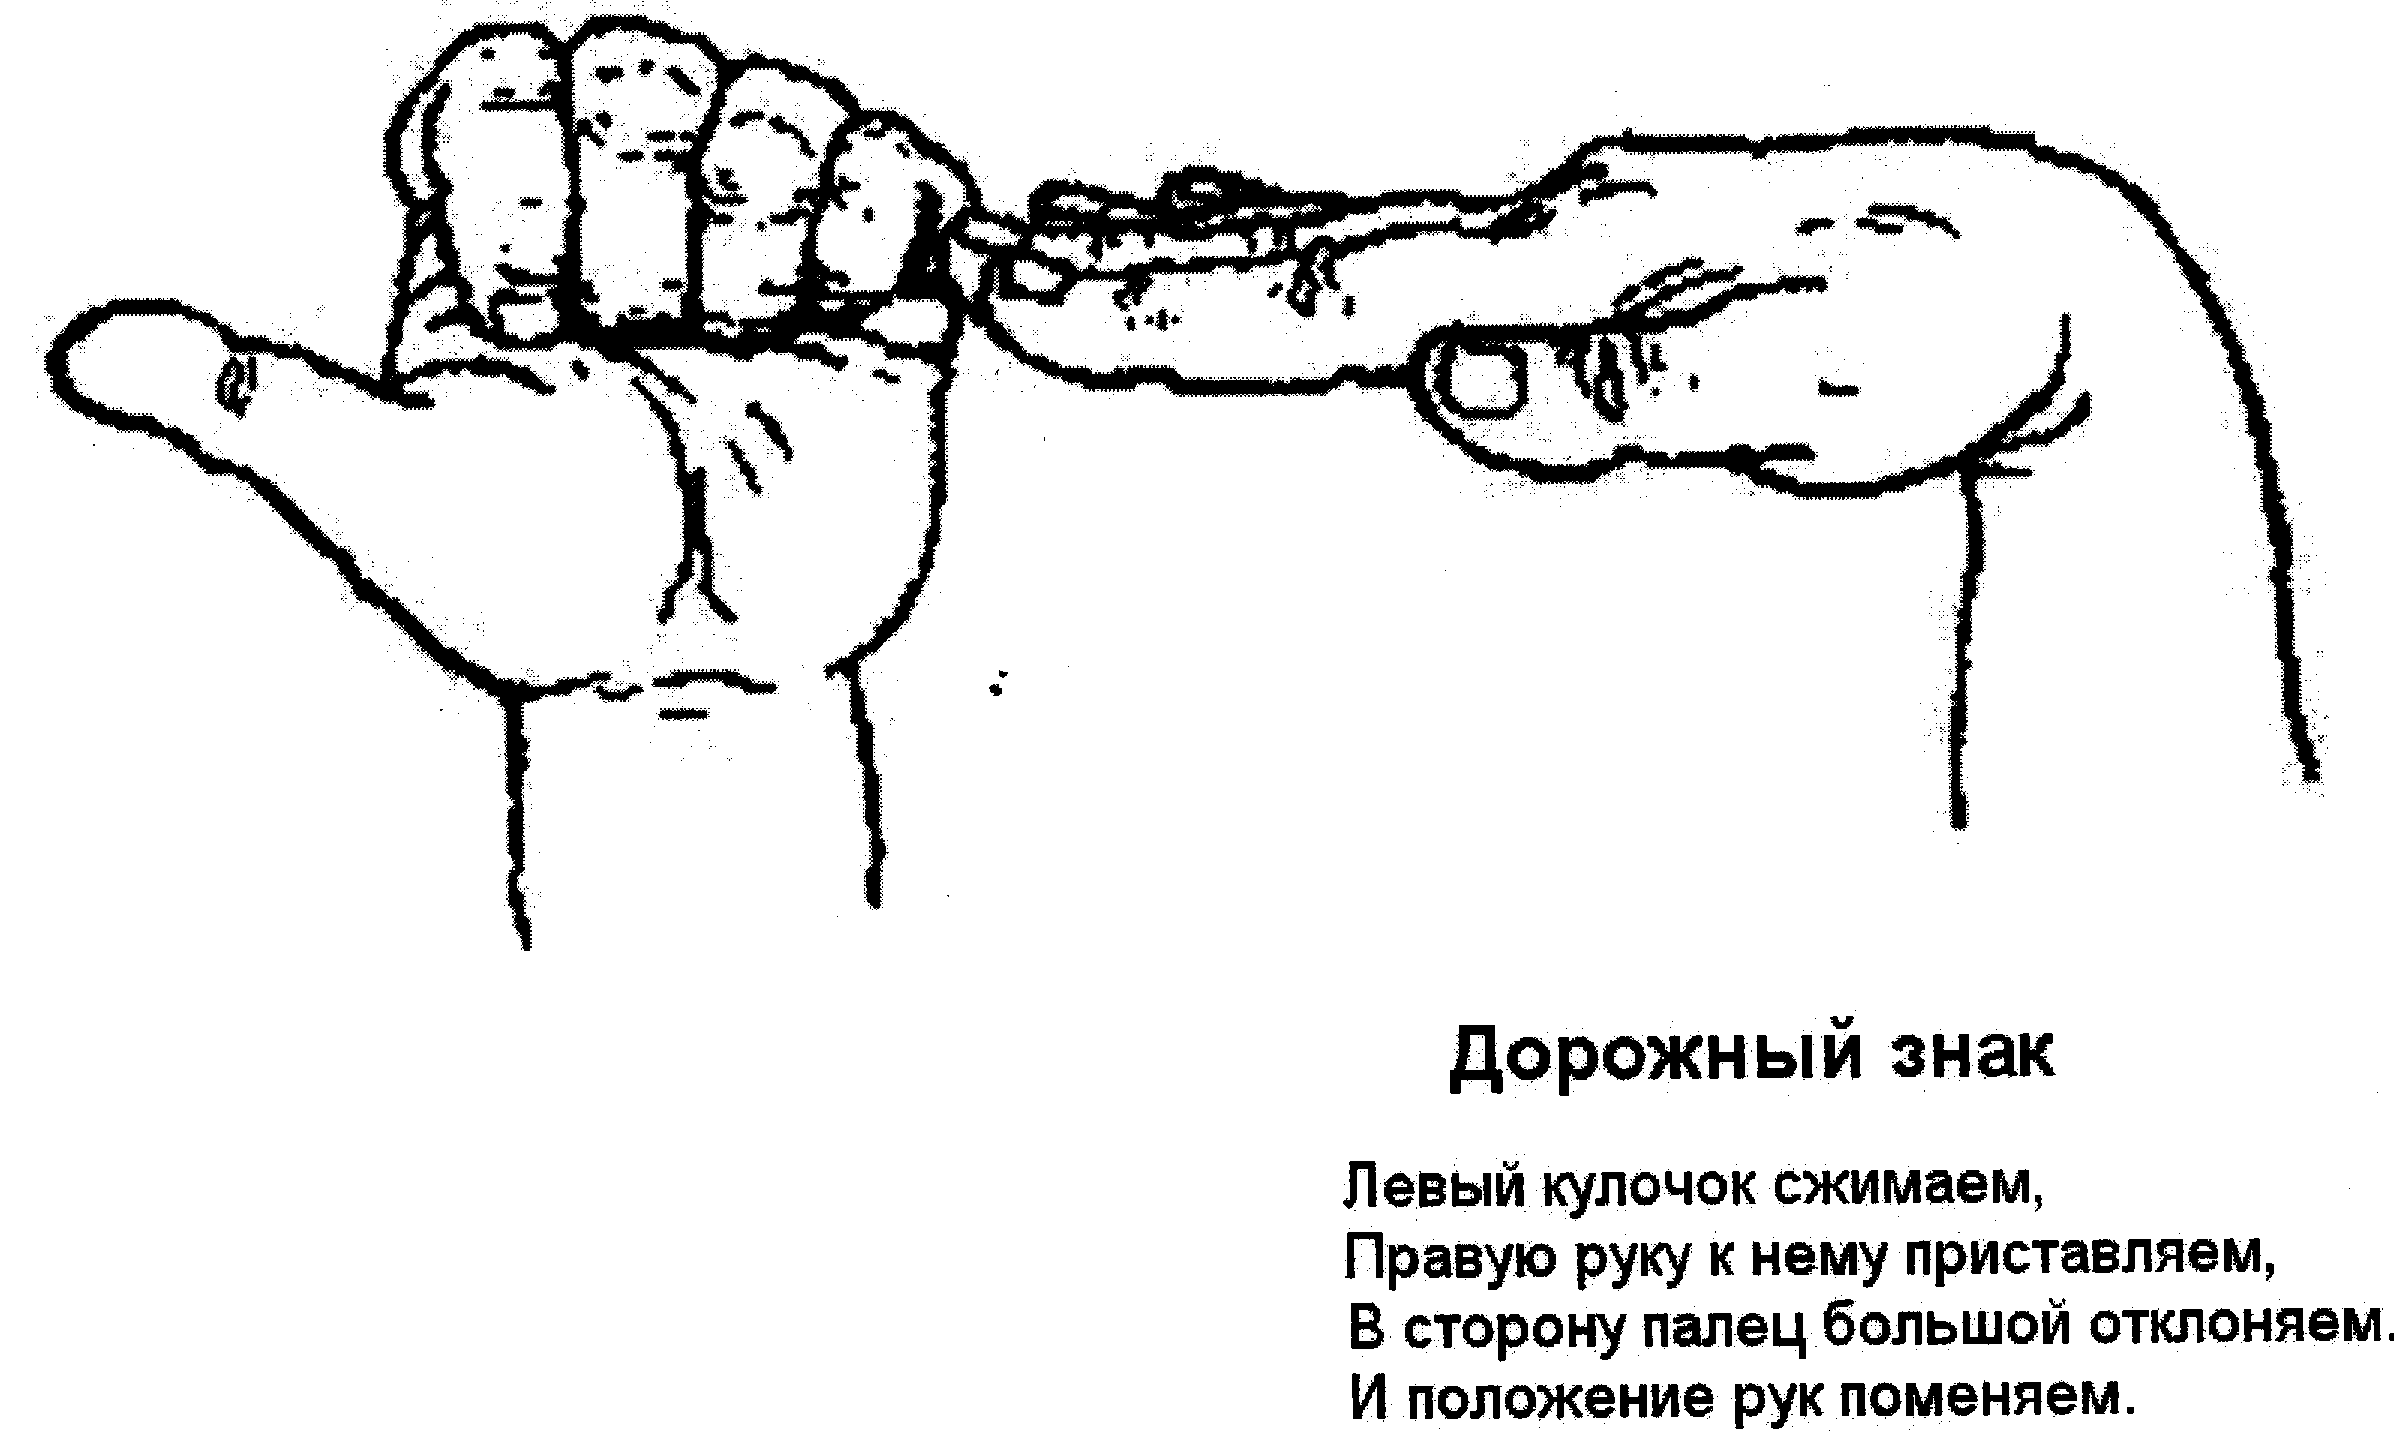 Дорожный знак
Левый кулочок сжимаем,
Правую руку к нему приставляем,
В сторону палец большой отклоняем.
И положение рук поменяем.